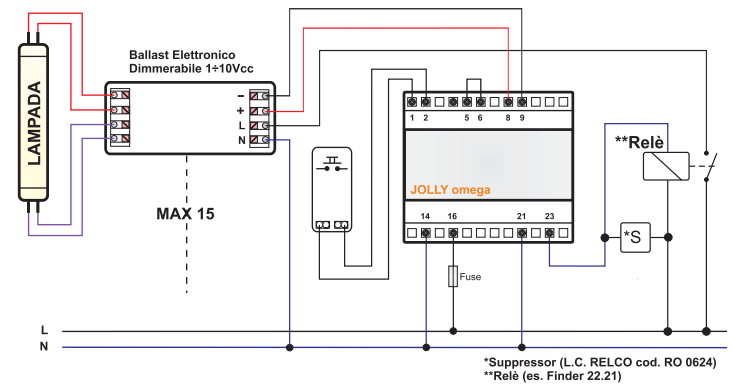 Ballast Elettronico
Dimmerabile 1÷10Vcc
LAMPADA
−
+
L
N
MAX 15
1 2 5 6 8 9
JOLLY omega
14 16 21 23
**Relè
*S
Fuse
L
N
*Suppressor (L.C. RELCO cod. RO 0624)
**Relè (es. Finder 22.21)